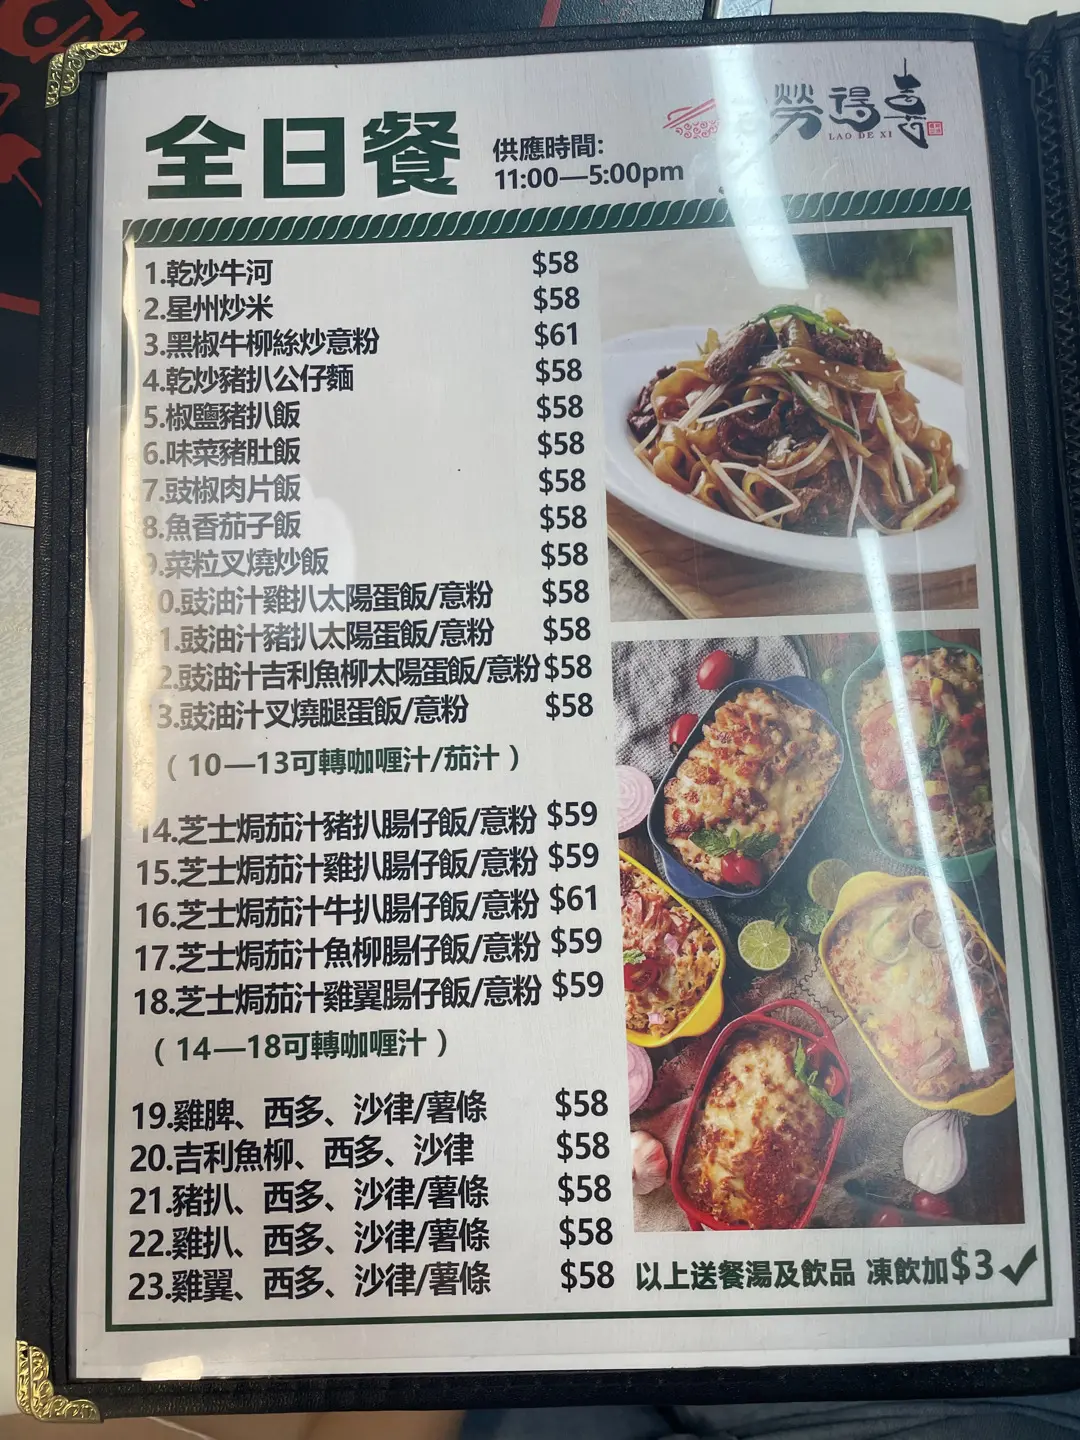 全日餐
供應時間:
11:00—5:00pm
勞得喜
LAO DE XI
1.乾炒牛河 $58
2.星州炒米 $58
3.黑椒牛柳絲炒意粉 $61
4.乾炒豬扒公仔麵 $58
5.椒鹽豬扒飯 $58
6.味菜豬肚飯 $58
7.豉椒肉片飯 $58
8.魚香茄子飯 $58
9.菜粒叉燒炒飯 $58
0.豉油汁雞扒太陽蛋飯/意粉 $58
1.豉油汁豬扒太陽蛋飯/意粉 $58
2.豉油汁吉利魚柳太陽蛋飯/意粉 $58
3.豉油汁叉燒腿蛋飯/意粉 $58
（10—13可轉咖喱汁/茄汁）
14.芝士焗茄汁豬扒腸仔飯/意粉 $59
15.芝士焗茄汁雞扒腸仔飯/意粉 $59
16.芝士焗茄汁牛扒腸仔飯/意粉 $61
17.芝士焗茄汁魚柳腸仔飯/意粉 $59
18.芝士焗茄汁雞翼腸仔飯/意粉 $59
（14—18可轉咖喱汁）
19.雞髀、西多、沙律/薯條 $58
20.吉利魚柳、西多、沙律 $58
21.豬扒、西多、沙律/薯條 $58
22.雞扒、西多、沙律/薯條 $58
23.雞翼、西多、沙律/薯條 $58
以上送餐湯及飲品 凍飲加$3✓